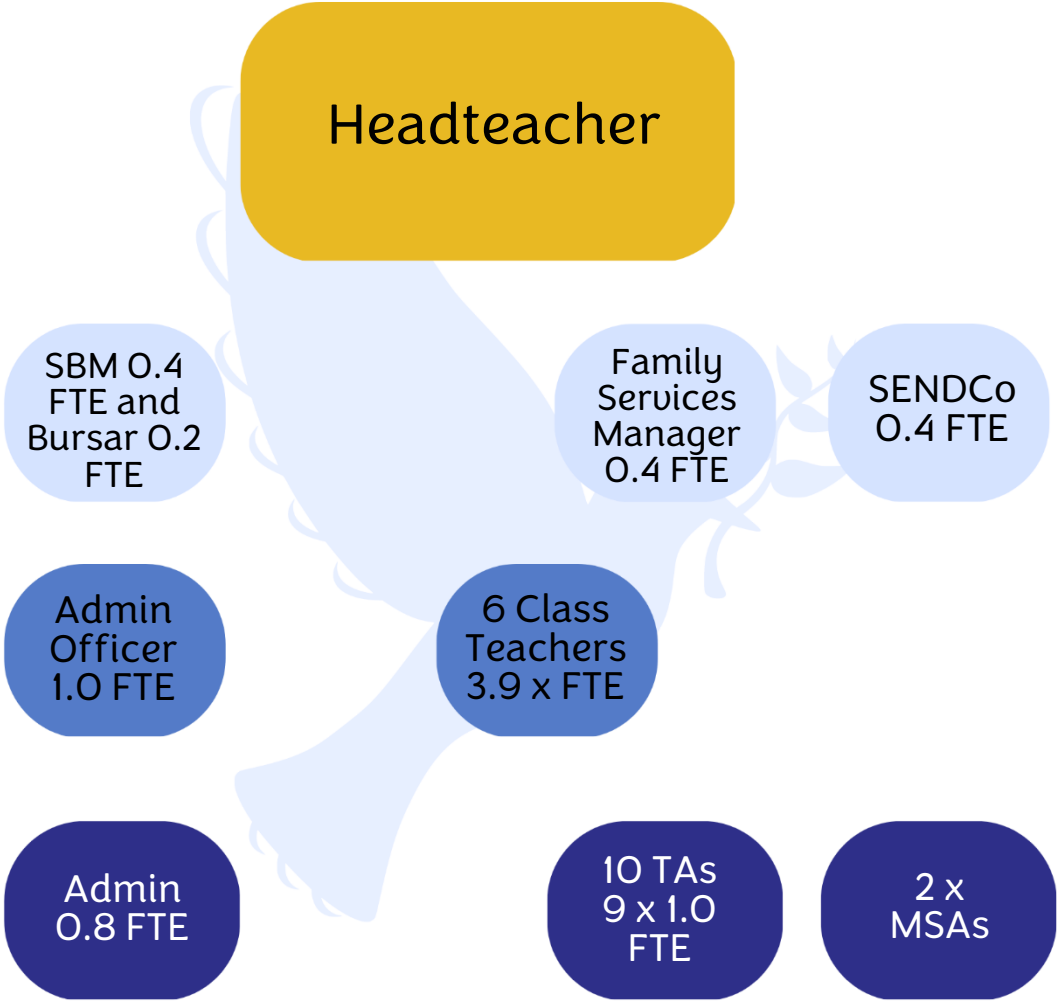 Headteacher
SBM 0.4
FTE and
Bursar 0.2
FTE
Family
Services
Manager
0.4 FTE
SENDCo
0.4 FTE
Admin
Officer
1.0 FTE
6 Class
Teachers
3.9 x FTE
Admin
0.8 FTE
10 TAs
9 x 1.0
FTE
2 x
MSAs